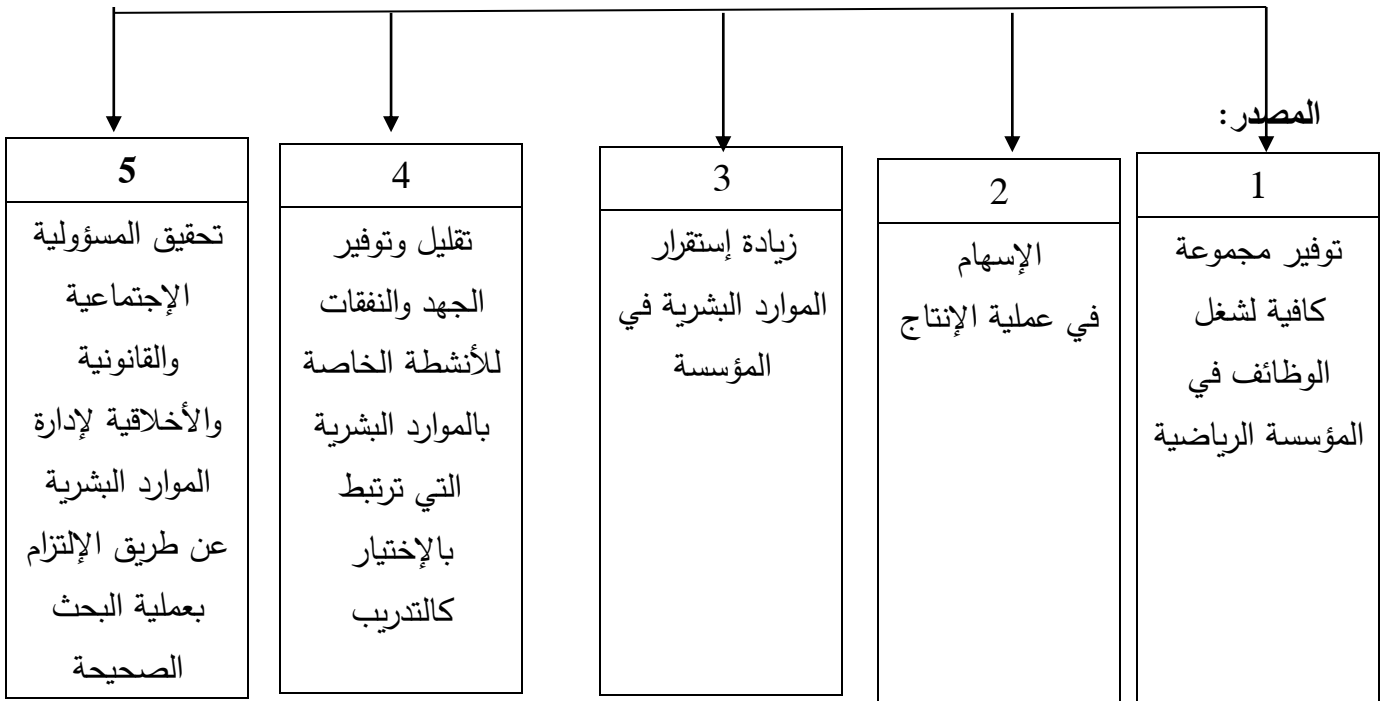 المصدر:
1
توفير مجموعة
كافية لشغل
الوظائف في
المؤسسة الرياضية
2
الإسهام
في عملية الإنتاج
3
زيادة إستقرار
الموارد البشرية في
المؤسسة
4
تقليل وتوفير
الجهد والنفقات
للأنشطة الخاصة
بالموارد البشرية
التي ترتبط
بالإختيار
كالتدريب
5
تحقيق المسؤولية
الإجتماعية
والقانونية
والأخلاقية لإدارة
الموارد البشرية
عن طريق الإلتزام
بعملية البحث
الصحيحة